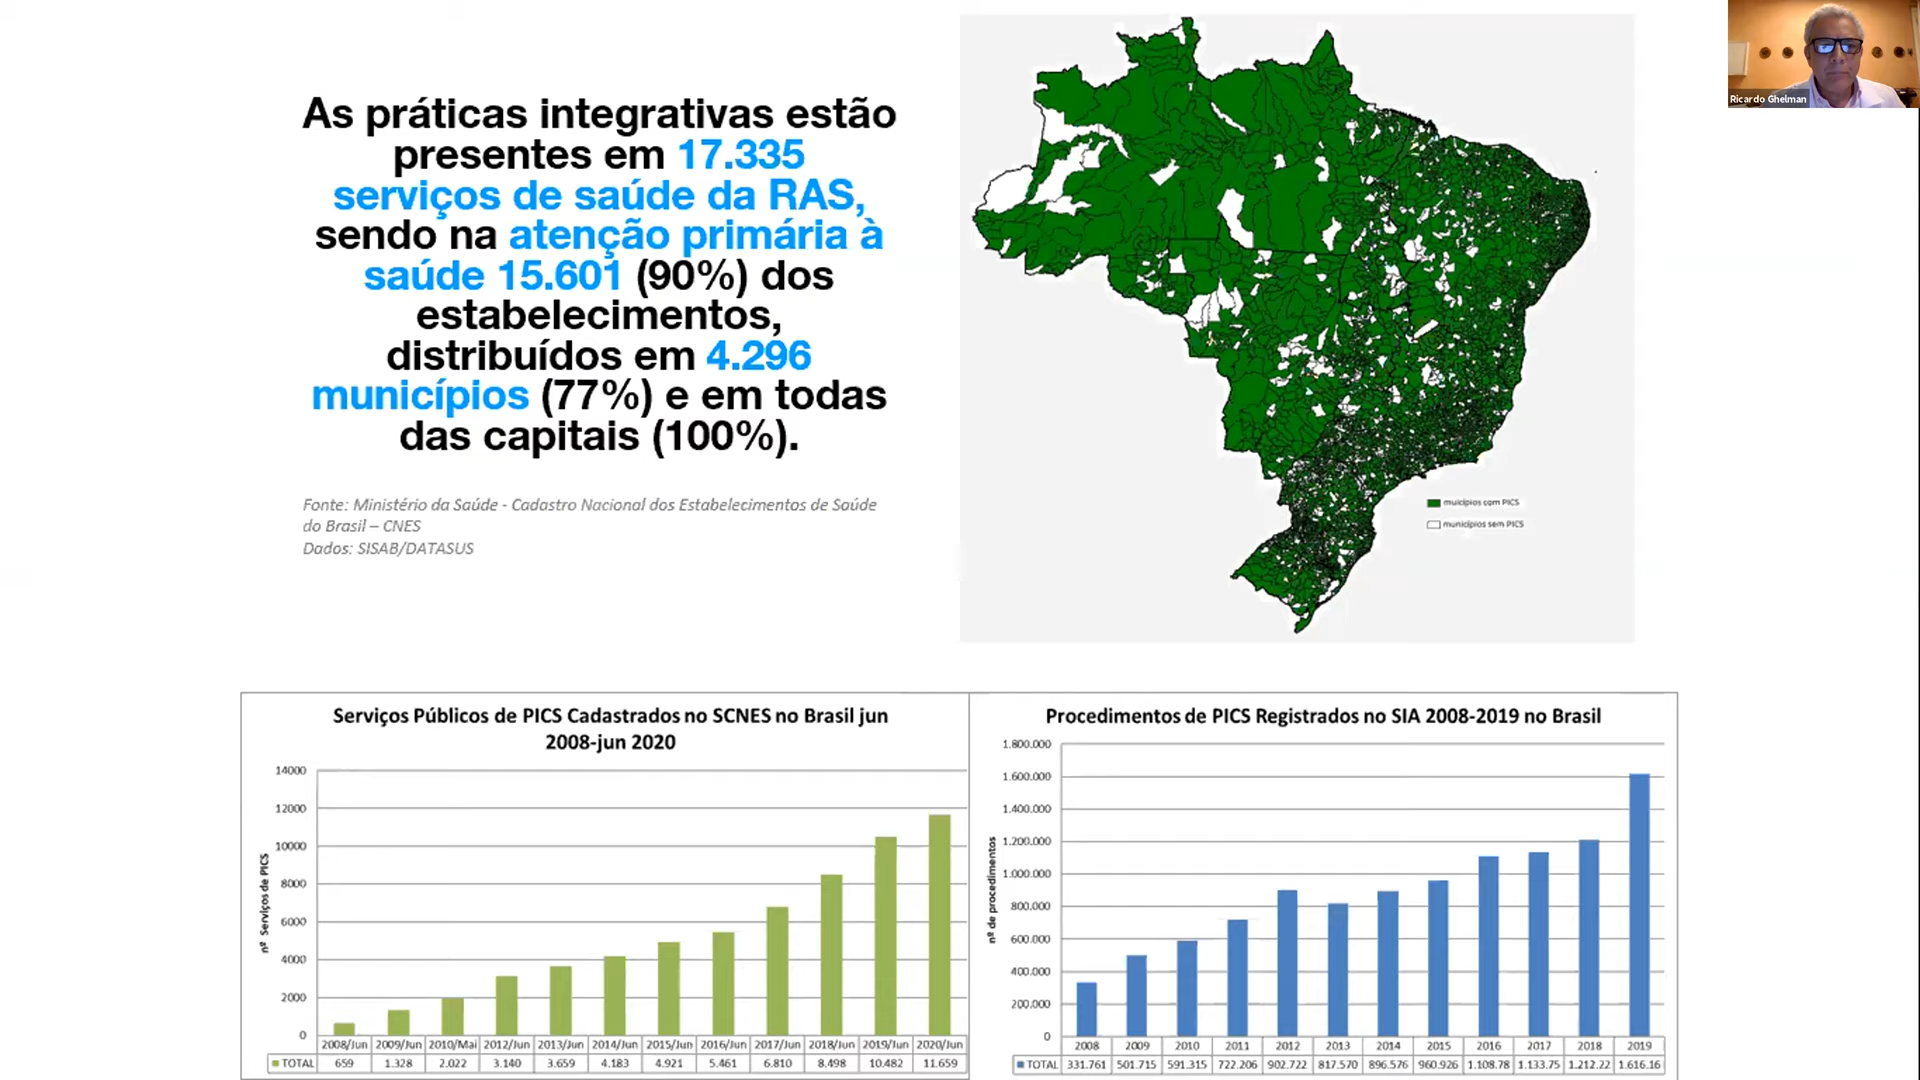 As práticas integrativas estão
presentes em 17.335
serviços de saúde da RAS,
sendo na atenção primária à
saúde 15.601 (90%) dos
estabelecimentos,
distribuídos em 4.296
municípios (77%) e em todas
das capitais (100%).
Fonte: Ministério da Saúde - Cadastro Nacional dos Estabelecimentos de Saúde
do Brasil – CNES
Dados: SISAB/DATASUS
muicípios com PICS
municípios sem PICS
Ricardo Ghelman
Serviços Públicos de PICS Cadastrados no SCNES no Brasil jun
2008-jun 2020
nº Serviços de PICS
14000
12000
10000
8000
6000
4000
2000
0
2008/Jun 2009/Jun 2010/Mai 2012/Jun 2013/Jun 2014/Jun 2015/Jun 2016/Jun 2017/Jun 2018/Jun 2019/Jun 2020/Jun
TOTAL 659 1.328 2.022 3.140 3.659 4.183 4.921 5.461 6.810 8.498 10.482 11.659
Procedimentos de PICS Registrados no SIA 2008-2019 no Brasil
nº de procedimentos
1.800.000
1.600.000
1.400.000
1.200.000
1.000.000
800.000
600.000
400.000
200.000
0
2008 2009 2010 2011 2012 2013 2014 2015 2016 2017 2018 2019
TOTAL 331.761 501.715 591.315 722.206 902.722 817.570 896.576 960.926 1.108.78 1.133.75 1.212.22 1.616.16